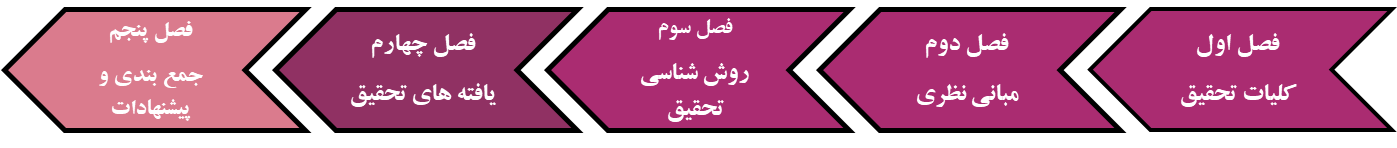 فصل اول
کلیات تحقیق
فصل دوم
مبانی نظری
فصل سوم
روش شناسی
تحقیق
فصل چهارم
یافته های تحقیق
فصل پنجم
جمع بندی و
پیشنهادات